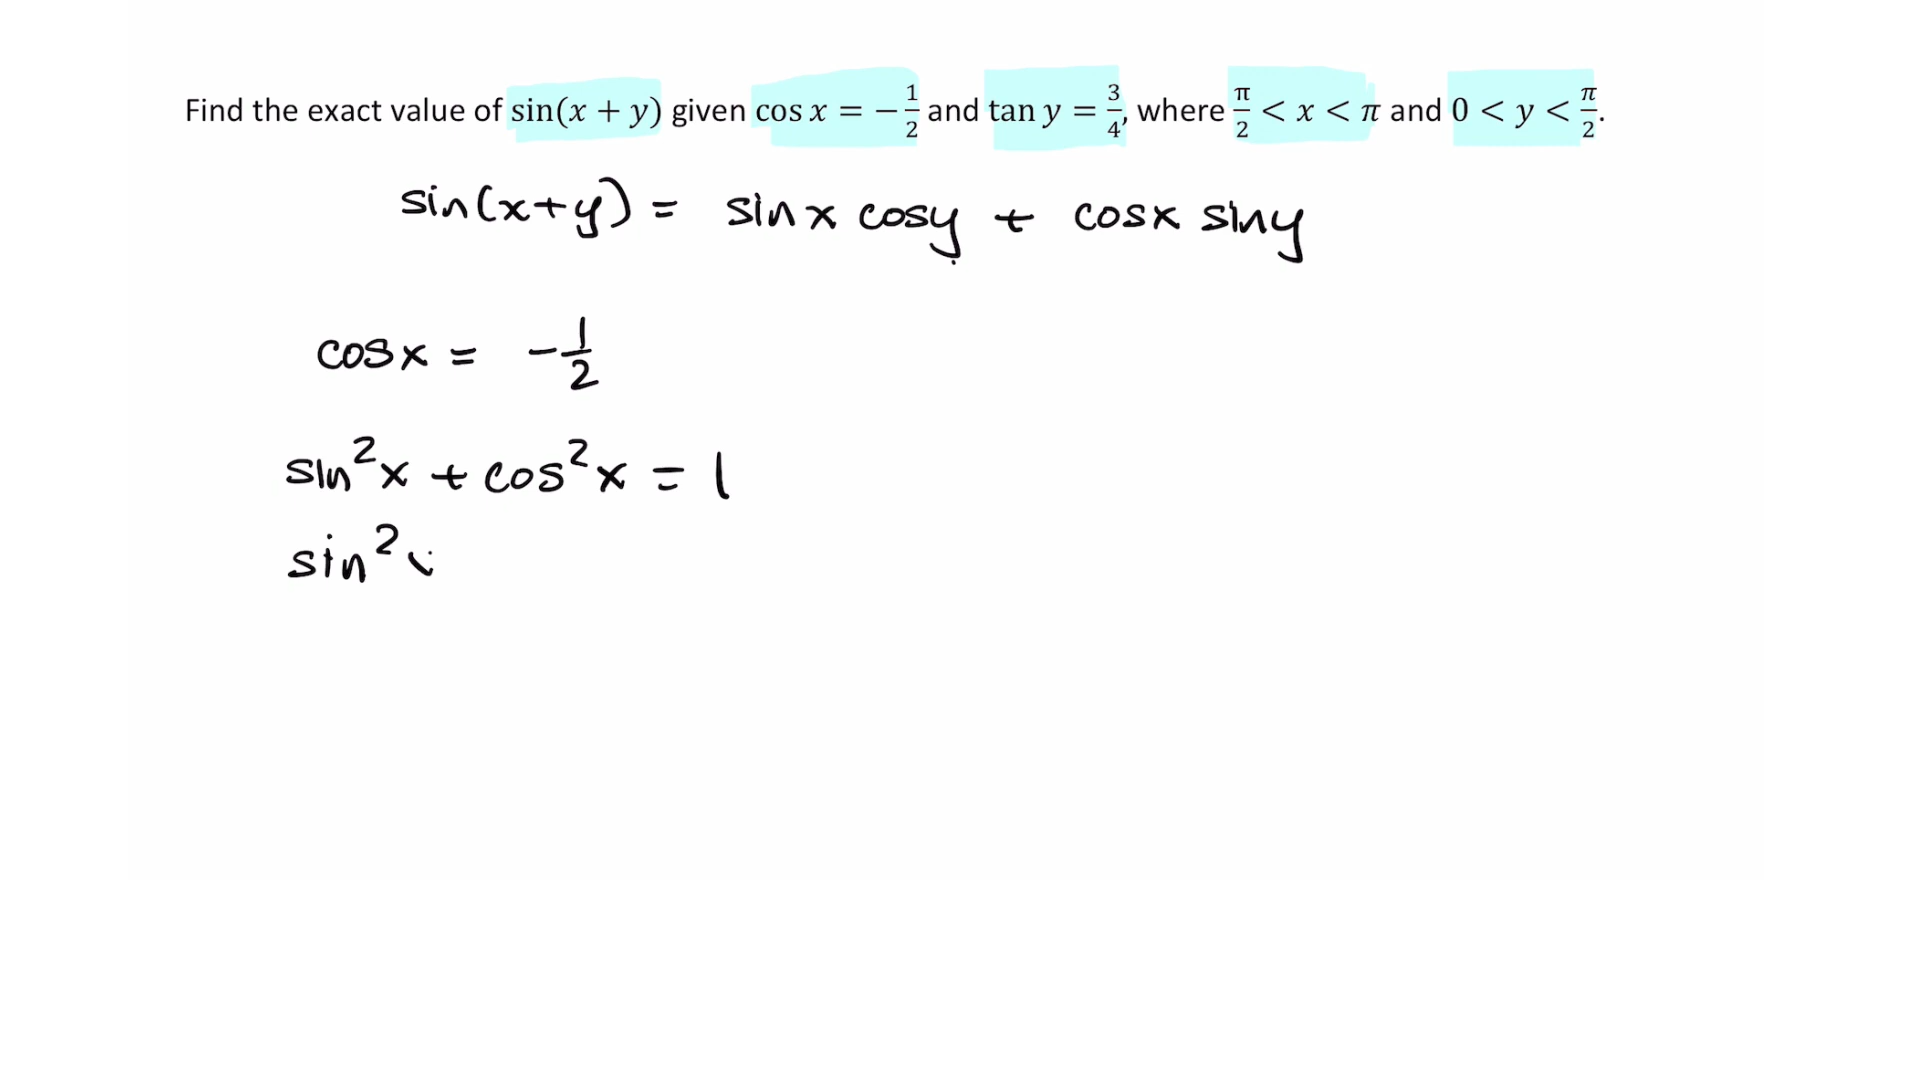 Find the exact value of sin(x + y) given cos x = −1/2 and tan y = 3/4, where π/2 < x < π and 0 < y < π/2.
sin(x+y) = sinx cosy + cosx siny
cosx = -1/2
sin²x + cos²x = 1
sin²